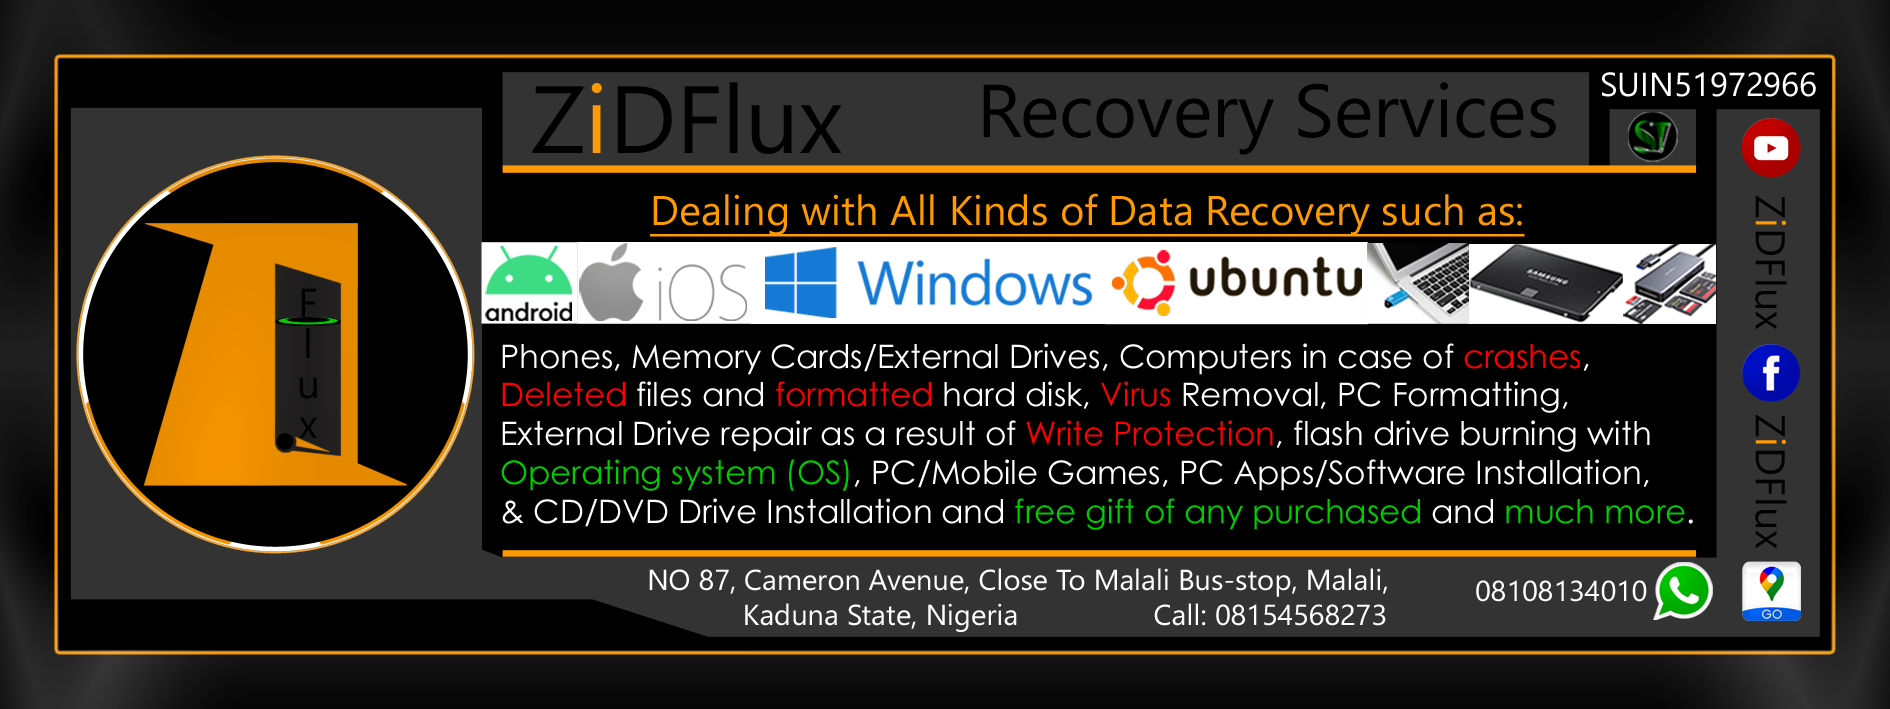 ZiDFlux Recovery Services
SUIN51972966
Dealing with All Kinds of Data Recovery such as:
android
iOS
Windows
ubuntu
SAMSUNG
Flux
Phones, Memory Cards/External Drives, Computers in case of crashes,
Deleted files and formatted hard disk, Virus Removal, PC Formatting,
External Drive repair as a result of Write Protection, flash drive burning with
Operating system (OS), PC/Mobile Games, PC Apps/Software Installation,
& CD/DVD Drive Installation and free gift of any purchased and much more.
NO 87, Cameron Avenue, Close To Malali Bus-stop, Malali,
Kaduna State, Nigeria Call: 08154568273
08108134010
ZiDFlux
ZiDFlux
GO